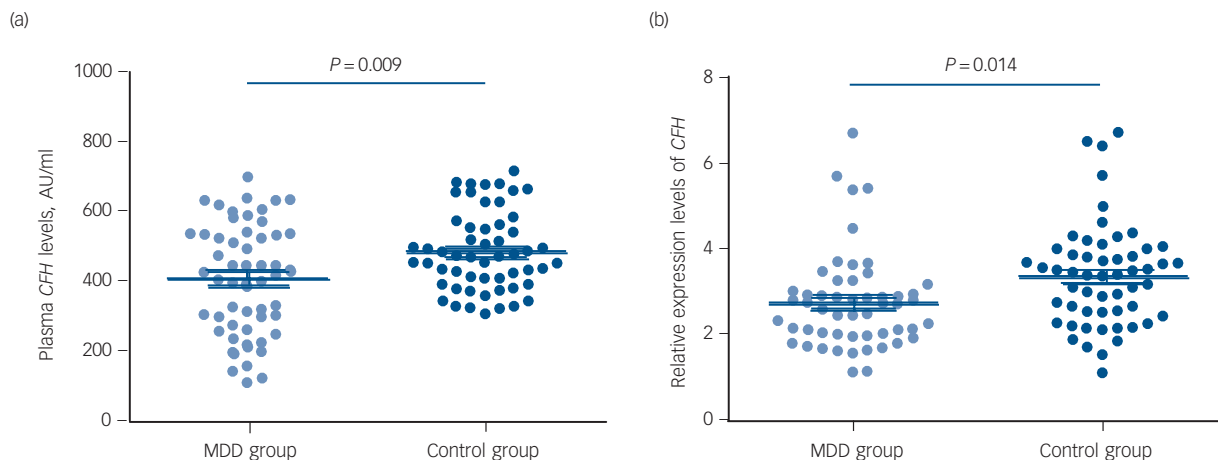 (a)
P = 0.009
1000
800
600
400
200
0
Plasma CFH levels, AU/ml
MDD group
Control group
(b)
P = 0.014
8
6
4
2
0
Relative expression levels of CFH
MDD group
Control group